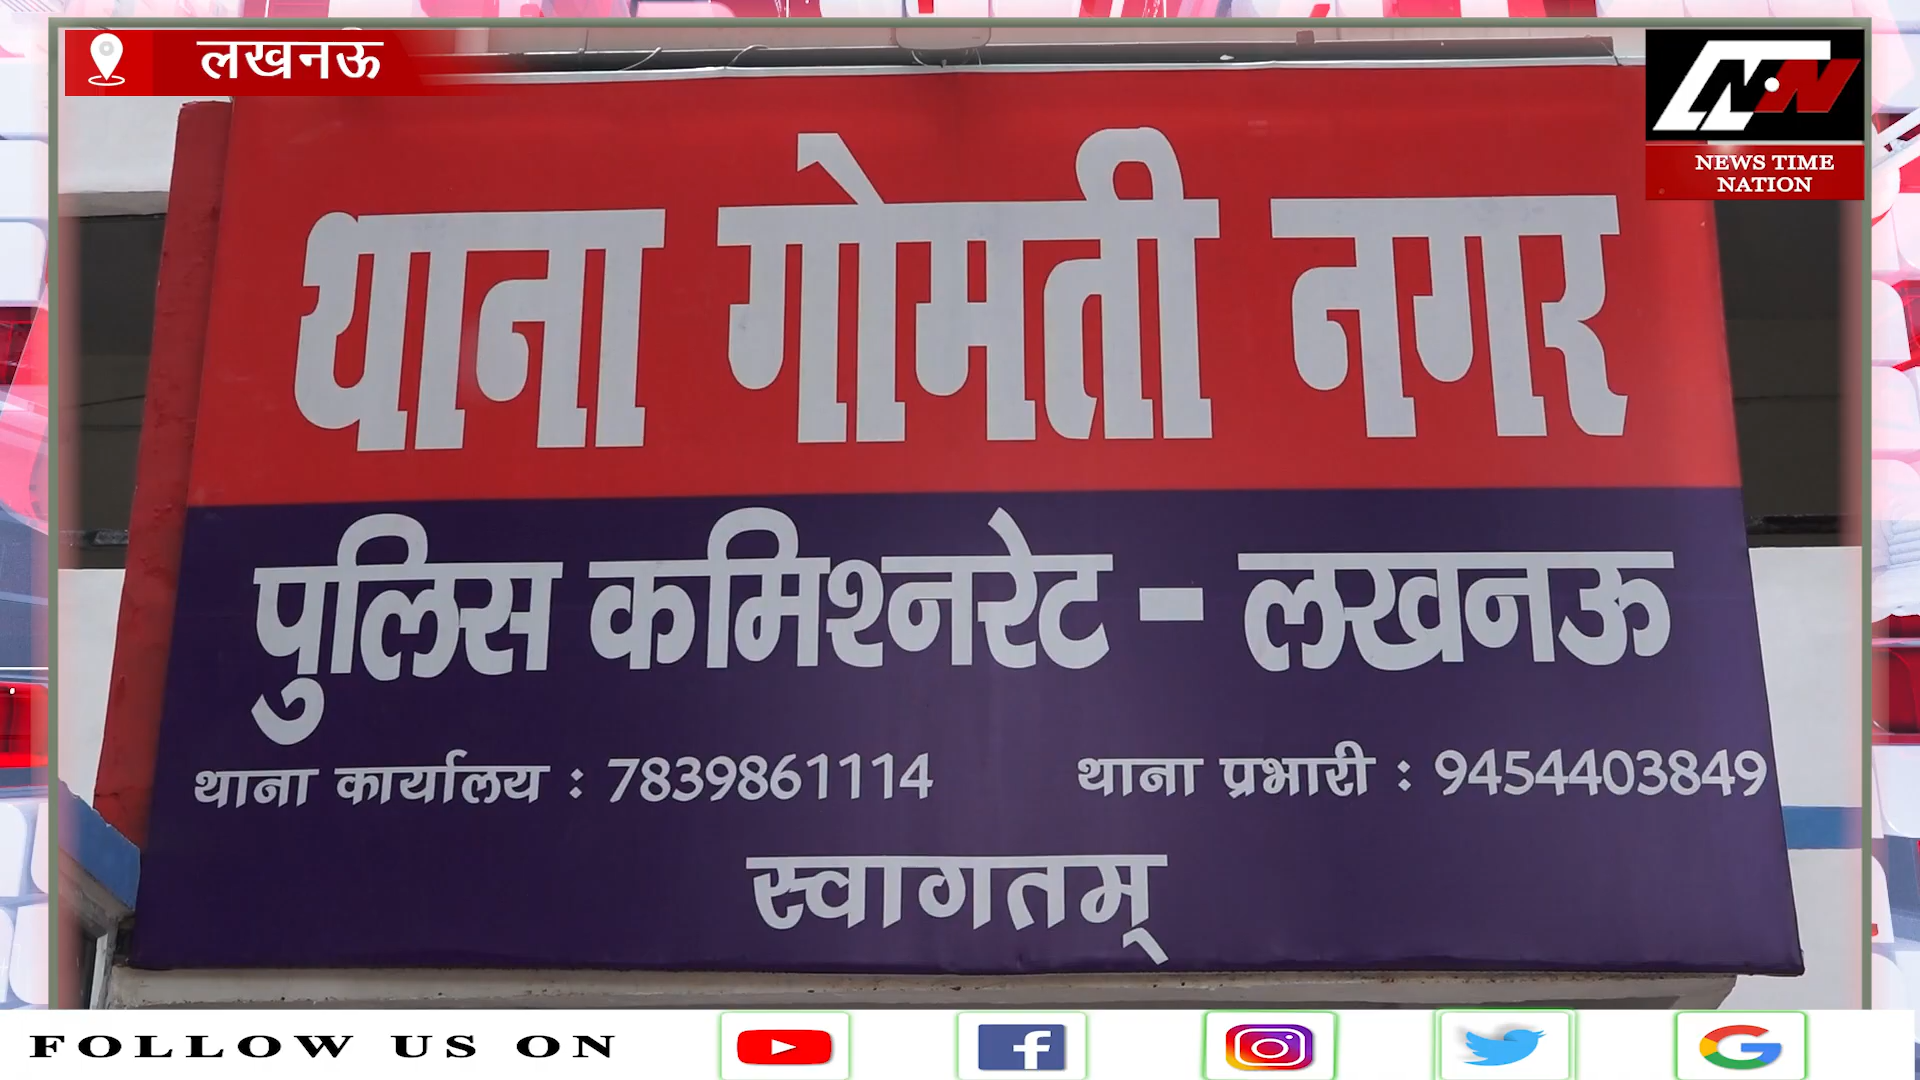 लखनऊ
NEWS TIME
NATION
थाना गोमती नगर
पुलिस कमिश्नरेट - लखनऊ
थाना कार्यालय : 7839861114 थाना प्रभारी : 9454403849
स्वागतम्
FOLLOW US ON